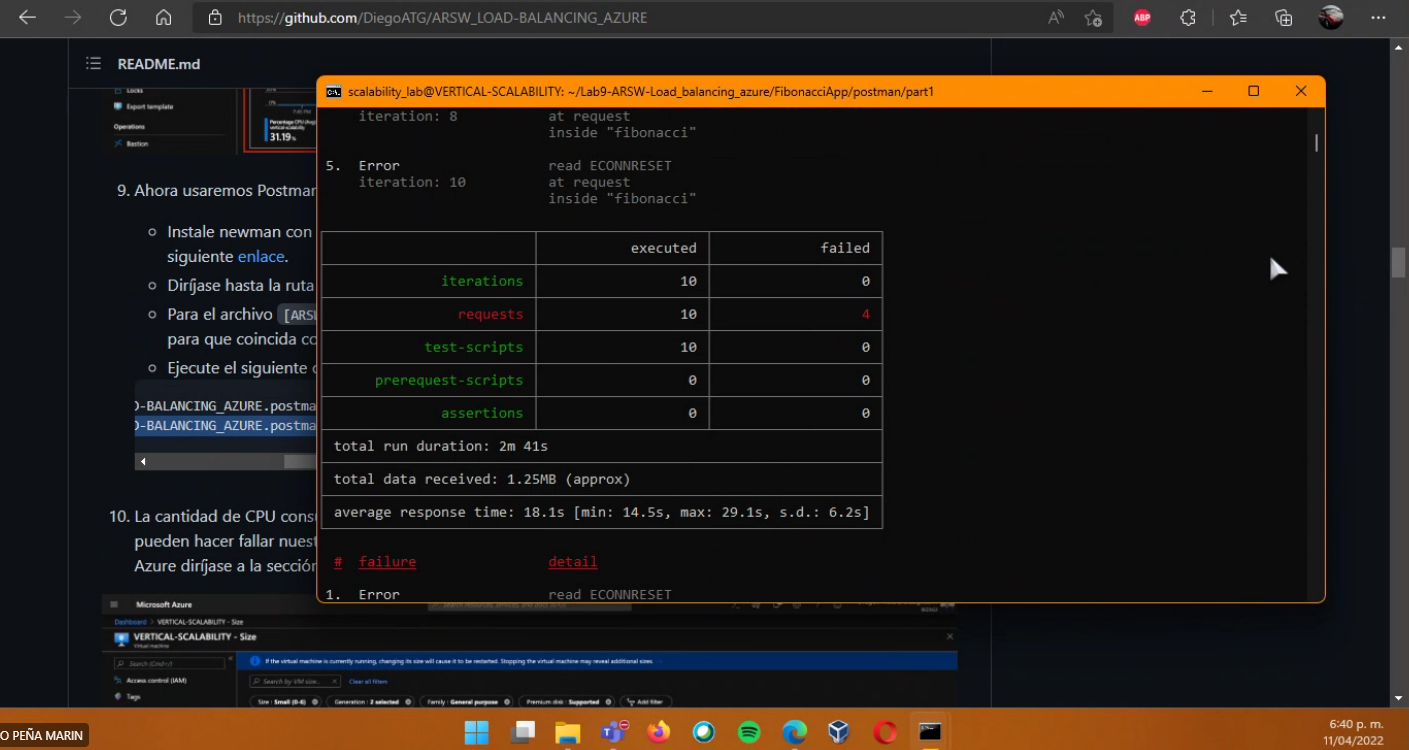 https://github.com/DiegoATG/ARSW_LOAD-BALANCING_AZURE
ABP
README.md
Locks
Export template
Operations
Bastion
31.19
9. Ahora usaremos Postman
Instale newman con
siguiente enlace.
Diríjase hasta la ruta
Para el archivo [ARS
para que coincida co
Ejecute el siguiente
D-BALANCING_AZURE.postma
D-BALANCING_AZURE.postma
10. La cantidad de CPU cons
pueden hacer fallar nuest
Azure diríjase a la sección
scalability_lab@VERTICAL-SCALABILITY: ~/Lab9-ARSW-Load_balancing_azure/FibonacciApp/postman/part1
iteration: 8 at request
inside "fibonacci"
5. Error read ECONNRESET
iteration: 10 at request
inside "fibonacci"
executed failed
iterations 10 0
requests 10 4
test-scripts 10 0
prerequest-scripts 0 0
assertions 0 0
total run duration: 2m 41s
total data received: 1.25MB (approx)
average response time: 18.1s [min: 14.5s, max: 29.1s, s.d.: 6.2s]
# failure detail
1. Error read ECONNRESET
Microsoft Azure
Dashboard > VERTICAL-SCALABILITY - Size
VERTICAL-SCALABILITY - Size
Virtual machine
Search (Cmd+/)
Access control (IAM)
Tags
If the virtual machine is currently running, changing its size will cause it to be restarted. Stopping the virtual machine may reveal additional sizes.
Search by VM size... Clear all filters
Size : Small (0-6) Generation : 2 selected Family : General purpose Premium disk : Supported Add filter
O PEÑA MARIN
6:40 p. m.
11/04/2022